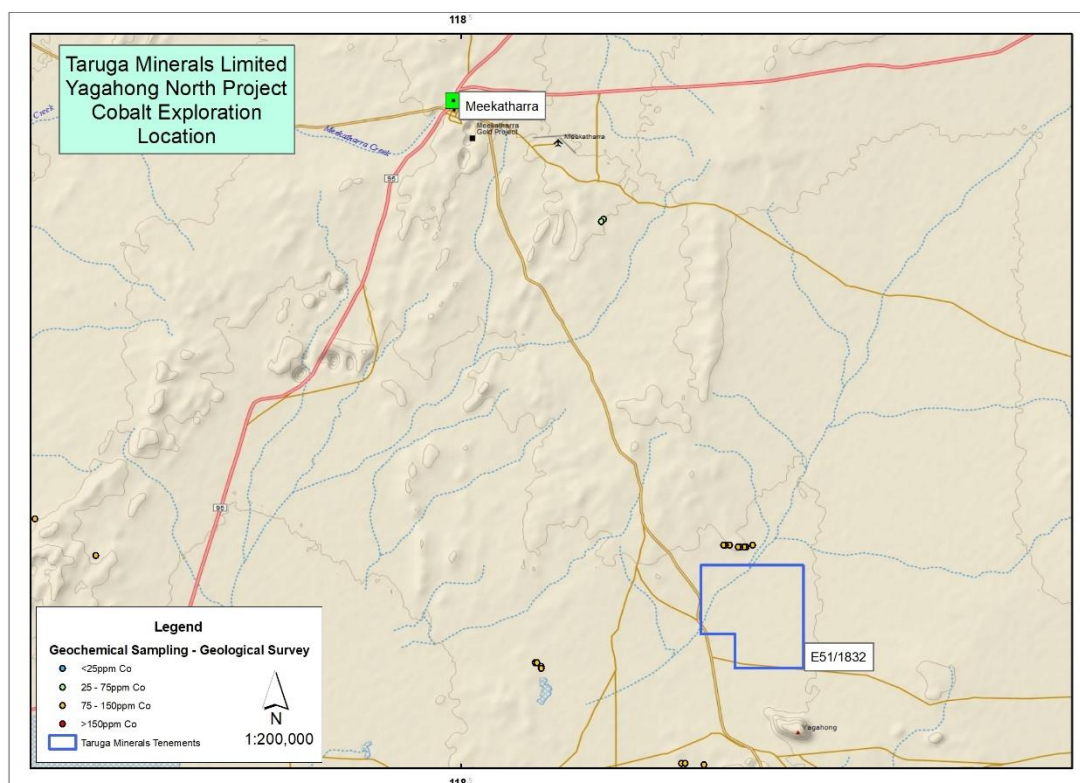 118°
Taruga Minerals Limited
Yagahong North Project
Cobalt Exploration
Location
Creek
Meekatharra Creek
Meekatharra
Meekatharra
Gold Project
Meekatharra
95
95
E51/1832
Yagahong
Legend
Geochemical Sampling - Geological Survey
<25ppm Co
25 - 75ppm Co
75 - 150ppm Co
>150ppm Co
Taruga Minerals Tenements
N
1:200,000
118°